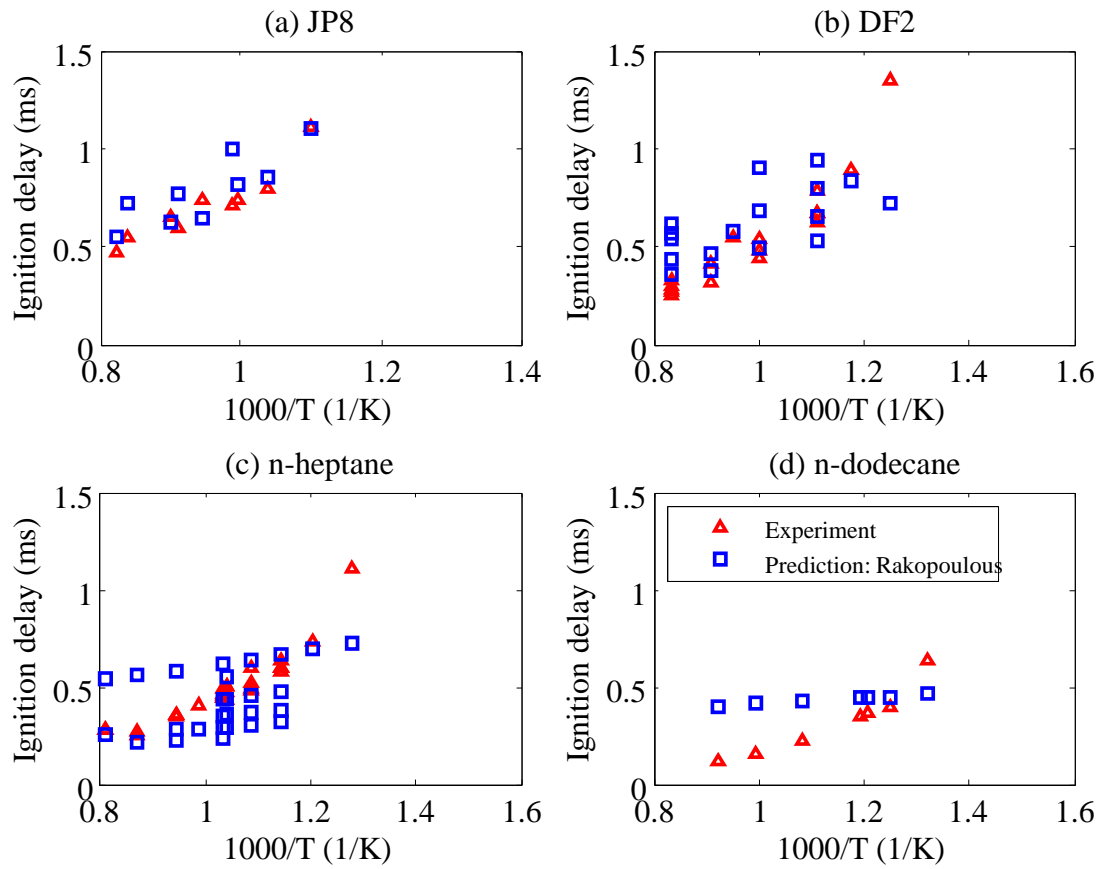 (a) JP8
(b) DF2
1.5
1
0.5
0
Ignition delay (ms)
0.8
1
1.2
1.4
1000/T (1/K)
1.5
1
0.5
0
Ignition delay (ms)
0.8
1
1.2
1.4
1.6
1000/T (1/K)
(c) n-heptane
(d) n-dodecane
1.5
1
0.5
0
Ignition delay (ms)
0.8
1
1.2
1.4
1.6
1000/T (1/K)
1.5
1
0.5
0
Ignition delay (ms)
Experiment
Prediction: Rakopoulous
0.8
1
1.2
1.4
1.6
1000/T (1/K)